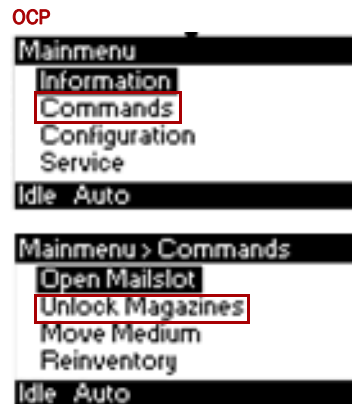 OCP
Mainmenu
Information
Commands
Configuration
Service
Idle Auto
Mainmenu > Commands
Open Mailslot
Unlock Magazines
Move Medium
Reinventory
Idle Auto